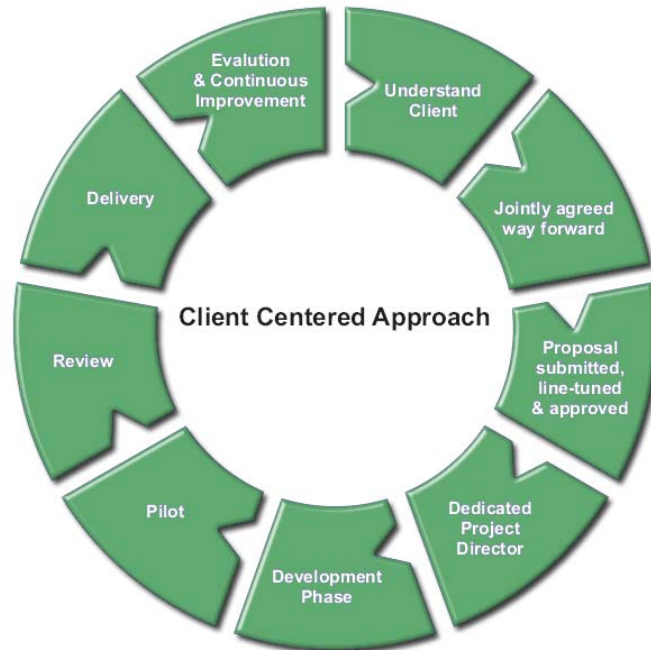 Client Centered Approach
Understand
Client
Jointly agreed
way forward
Proposal
submitted,
line-tuned
& approved
Dedicated
Project
Director
Development
Phase
Pilot
Review
Delivery
Evalution
& Continuous
Improvement